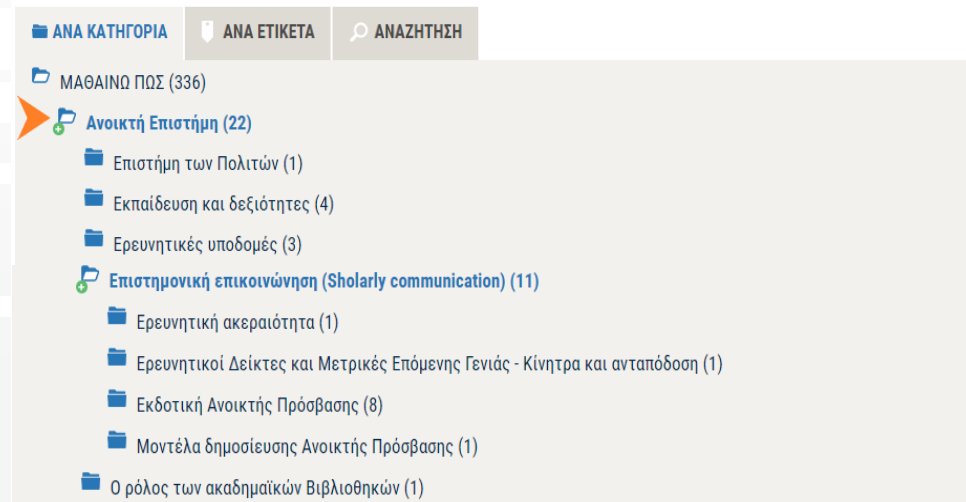 ΑΝΑ ΚΑΤΗΓΟΡΙΑ ΑΝΑ ΕΤΙΚΕΤΑ ΑΝΑΖΗΤΗΣΗ
ΜΑΘΑΙΝΩ ΠΩΣ (336)
Ανοικτή Επιστήμη (22)
Επιστήμη των Πολιτών (1)
Εκπαίδευση και δεξιότητες (4)
Ερευνητικές υποδομές (3)
Επιστημονική επικοινώνηση (Sholarly communication) (11)
Ερευνητική ακεραιότητα (1)
Ερευνητικοί Δείκτες και Μετρικές Επόμενης Γενιάς - Κίνητρα και ανταπόδοση (1)
Εκδοτική Ανοικτής Πρόσβασης (8)
Μοντέλα δημοσίευσης Ανοικτής Πρόσβασης (1)
Ο ρόλος των ακαδημαϊκών Βιβλιοθηκών (1)